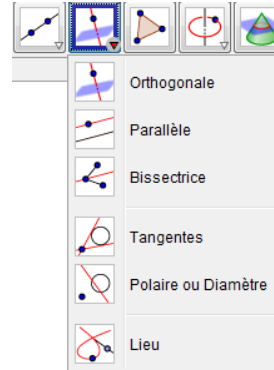 Orthogonale
Parallèle
Bissectrice
Tangentes
Polaire ou Diamètre
Lieu